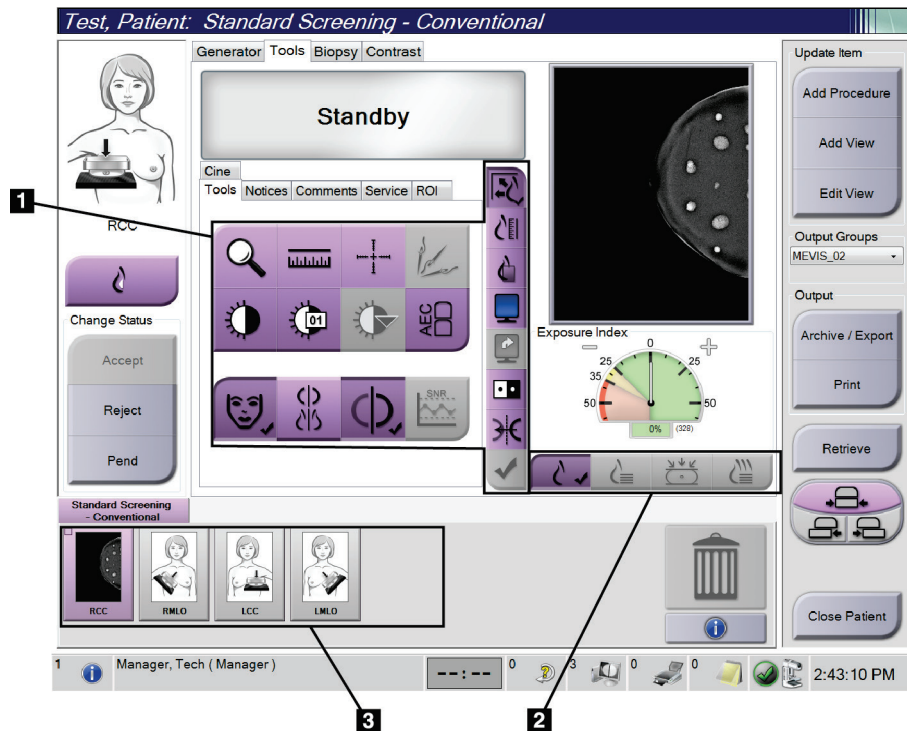 Test, Patient: Standard Screening - Conventional
Generator Tools Biopsy Contrast
Standby
Cine
Tools Notices Comments Service ROI
01
AEC
SNR
1
RCC
Change Status
Accept
Reject
Pend
Exposure Index
0
25 25
35
50 50
0% (328)
Update Item
Add Procedure
Add View
Edit View
Output Groups
MEVIS_02
Output
Archive / Export
Print
Retrieve
Close Patient
Standard Screening
- Conventional
RCC RMLO LCC LMLO
1 Manager, Tech ( Manager ) --:-- 0 3 0 0 2:43:10 PM
3 2